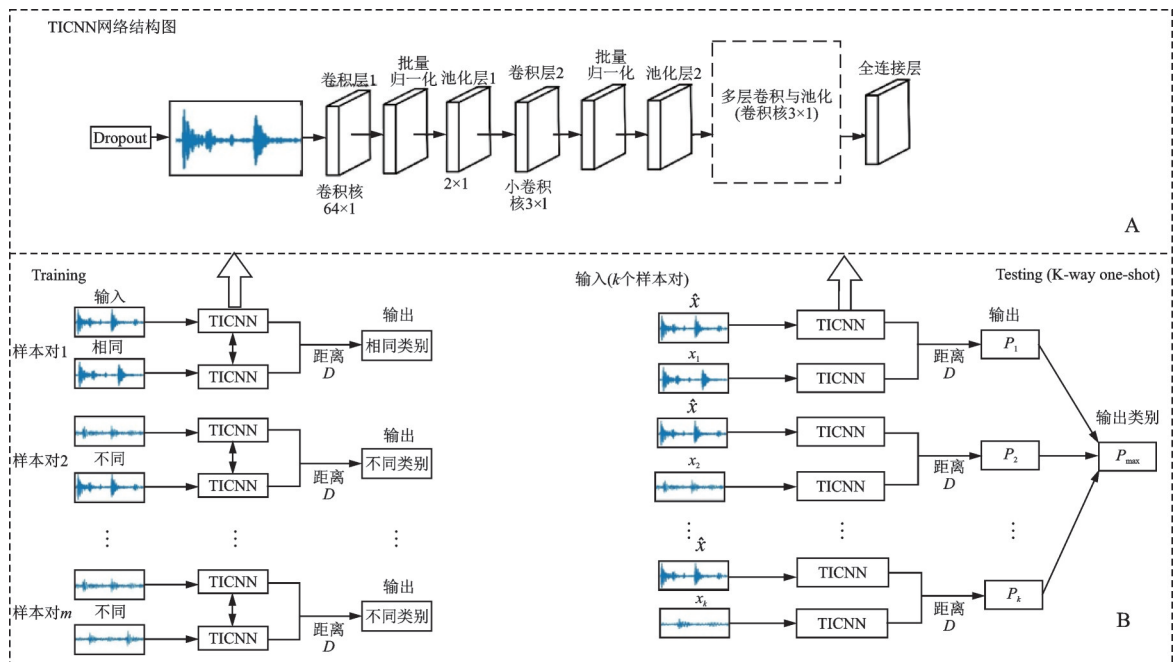 TICNN网络结构图
Dropout
卷积层1
批量
归一化
池化层1
卷积层2
批量
归一化
池化层2
多层卷积与池化
(卷积核3×1)
全连接层
卷积核
64×1
2×1
小卷积
核3×1
A
Training
输入
样本对1
相同
TICNN
TICNN
距离
D
输出
相同类别
样本对2
不同
TICNN
TICNN
距离
D
输出
不同类别
⋮
⋮
⋮
样本对m
不同
TICNN
TICNN
距离
D
输出
不同类别
输入(k个样本对)
Testing (K-way one-shot)
x̂
TICNN
x₁
TICNN
距离
D
输出
P₁
x̂
TICNN
x₂
TICNN
距离
D
P₂
⋮
⋮
⋮
x̂
TICNN
xₖ
TICNN
距离
D
Pₖ
输出类别
Pmax
B